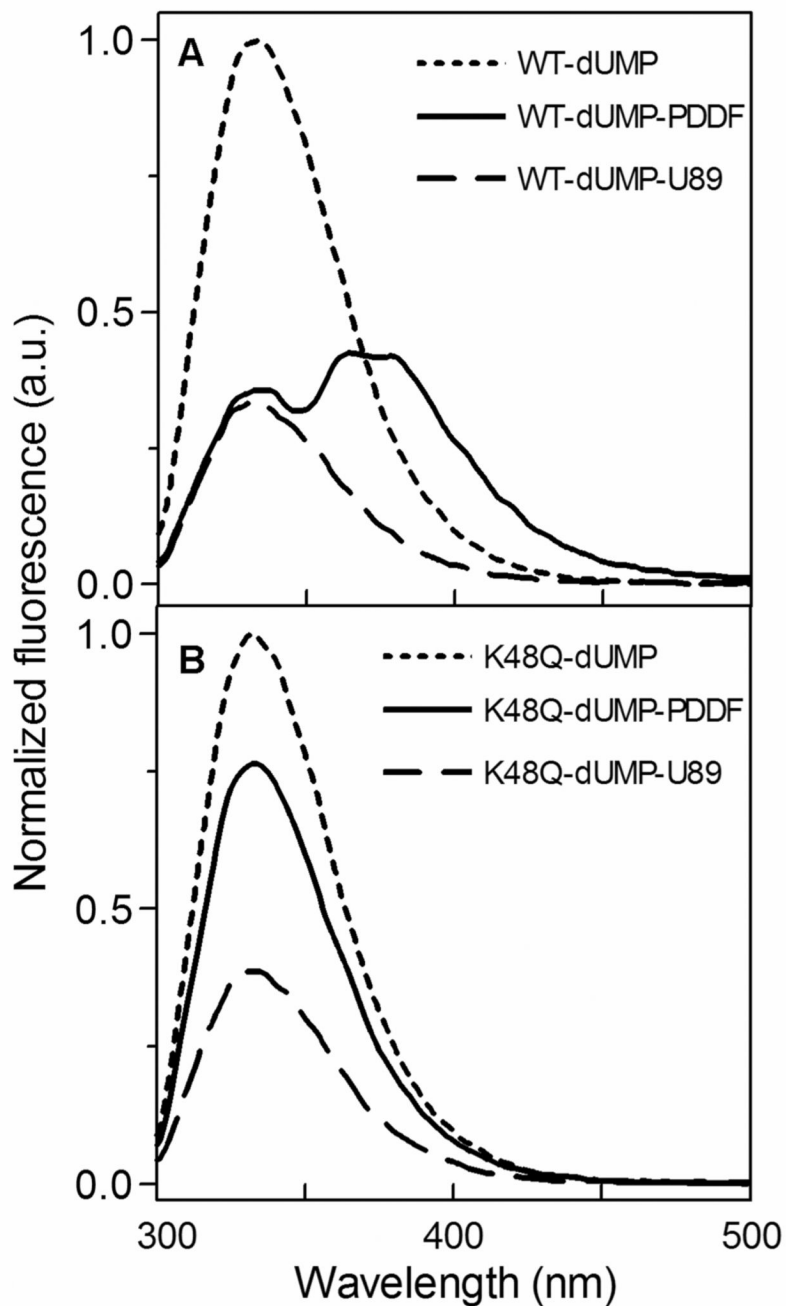 A
1.0
WT-dUMP
WT-dUMP-PDDF
WT-dUMP-U89
0.5
0.0
Normalized fluorescence (a.u.)
B
1.0
K48Q-dUMP
K48Q-dUMP-PDDF
K48Q-dUMP-U89
0.5
0.0
300 400 500
Wavelength (nm)